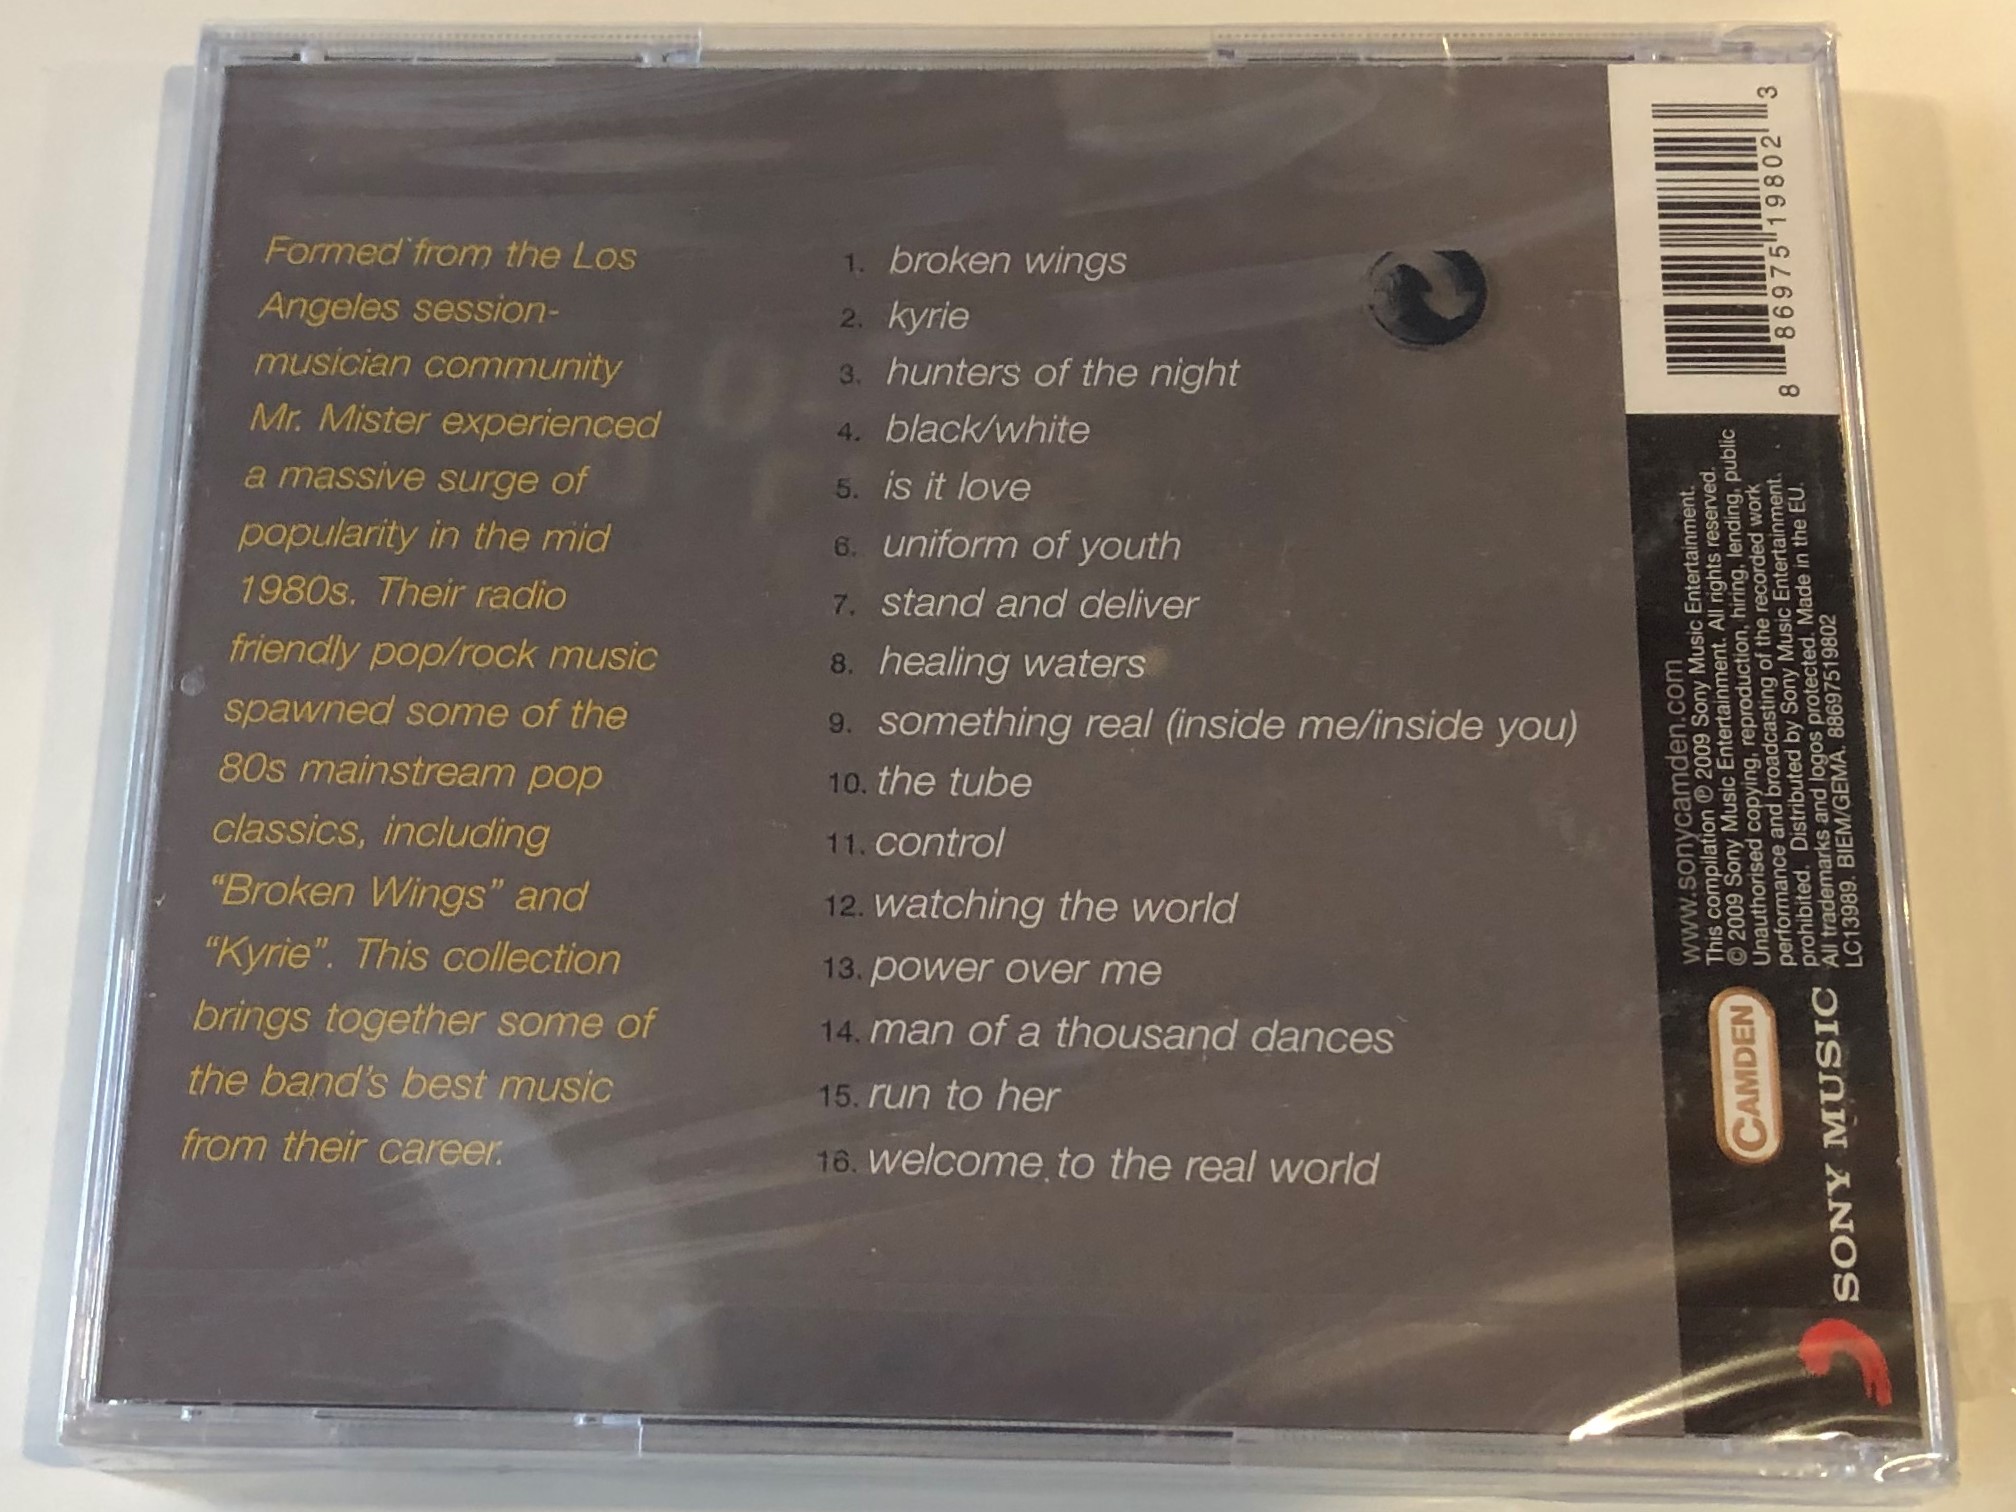 Formed from the Los
Angeles session-
musician community
Mr. Mister experienced
a massive surge of
popularity in the mid
1980s. Their radio
friendly pop/rock music
spawned some of the
80s mainstream pop
classics, including
“Broken Wings” and
“Kyrie”. This collection
brings together some of
the band's best music
from their career.
1. broken wings
2. kyrie
3. hunters of the night
4. black/white
5. is it love
6. uniform of youth
7. stand and deliver
8. healing waters
9. something real (inside me/inside you)
10. the tube
11. control
12. watching the world
13. power over me
14. man of a thousand dances
15. run to her
16. welcome to the real world
8 86975 19802 3
www.sonycamden.com
This compilation ℗ 2009 Sony Music Entertainment.
© 2009 Sony Music Entertainment. All rights reserved.
Unauthorised copying, reproduction, hiring, lending, public
performance and broadcasting of the recorded work
prohibited. Distributed by Sony Music Entertainment.
All trademarks and logos protected. Made in the EU.
LC13989. BIEM/GEMA. 88697519802
CAMDEN
SONY MUSIC